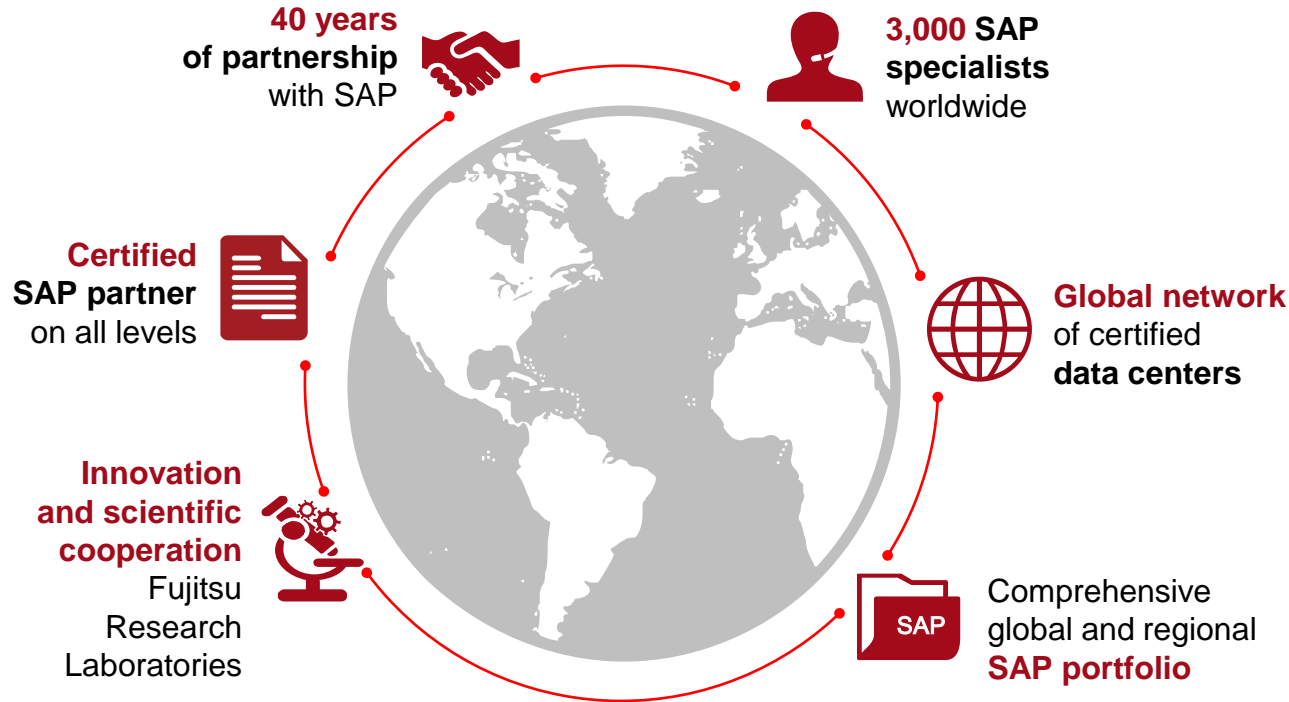 40 years
of partnership
with SAP
3,000 SAP
specialists
worldwide
Certified
SAP partner
on all levels
Global network
of certified
data centers
Innovation
and scientific
cooperation
Fujitsu
Research
Laboratories
SAP
Comprehensive
global and regional
SAP portfolio